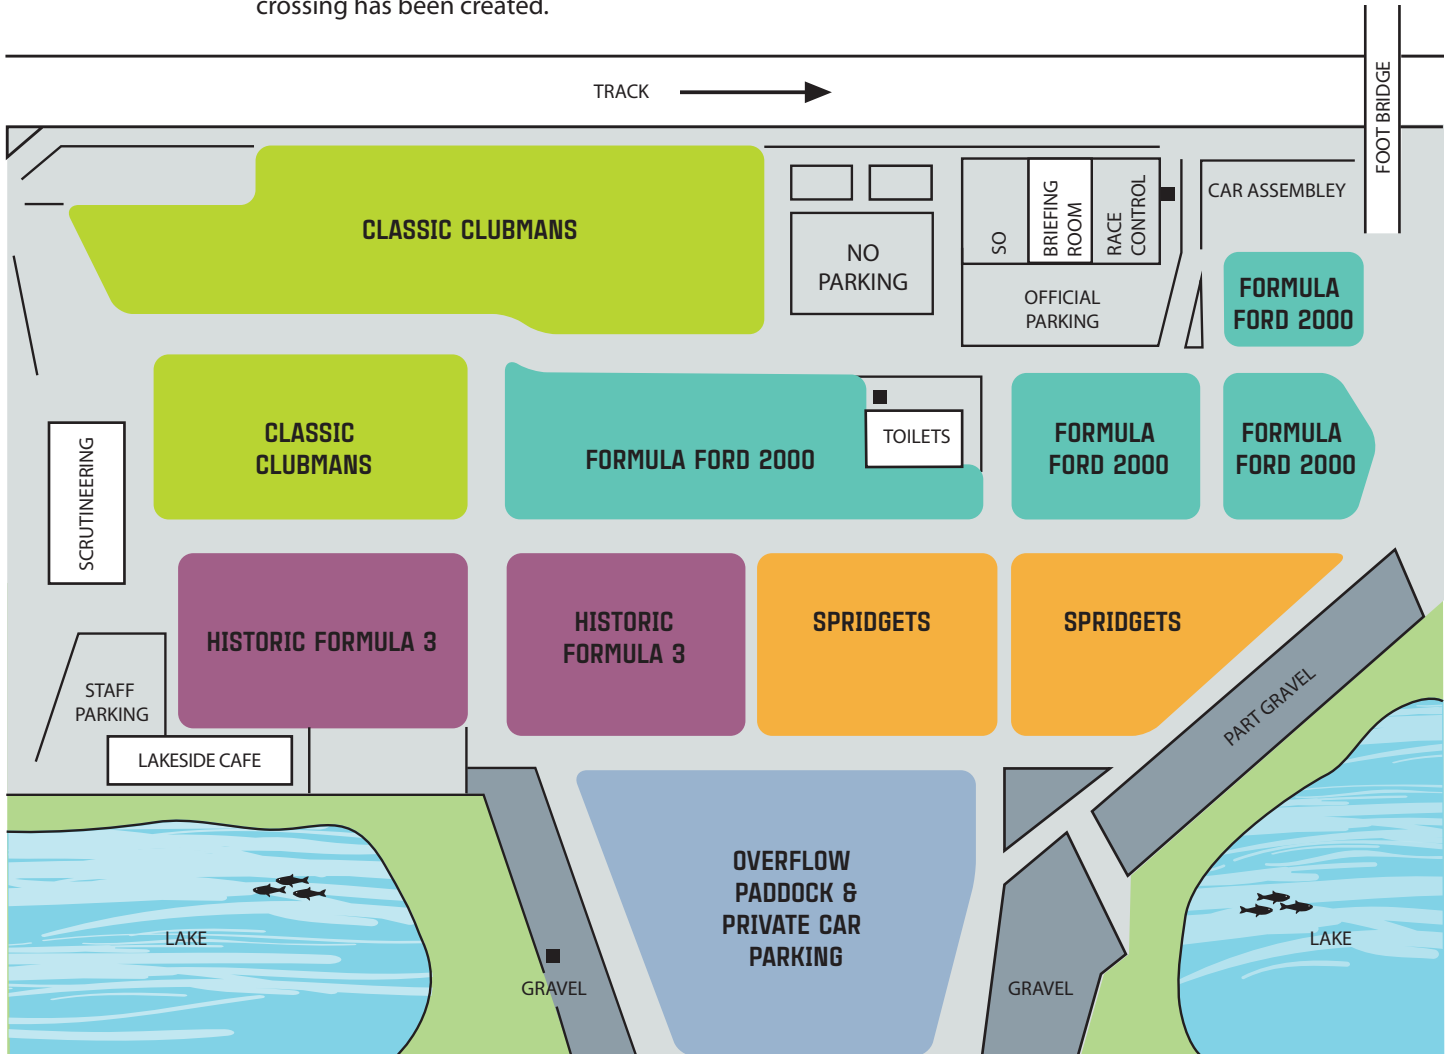 crossing has been created.
TRACK
FOOT BRIDGE
CLASSIC CLUBMANS
NO
PARKING
SO
BRIEFING
ROOM
RACE
CONTROL
OFFICIAL
PARKING
CAR ASSEMBLEY
FORMULA
FORD 2000
CLASSIC
CLUBMANS
FORMULA FORD 2000
TOILETS
FORMULA
FORD 2000
FORMULA
FORD 2000
SCRUTINEERING
HISTORIC FORMULA 3
HISTORIC
FORMULA 3
SPRIDGETS
SPRIDGETS
STAFF
PARKING
LAKESIDE CAFE
PART GRAVEL
OVERFLOW
PADDOCK &
PRIVATE CAR
PARKING
LAKE
GRAVEL
GRAVEL
LAKE